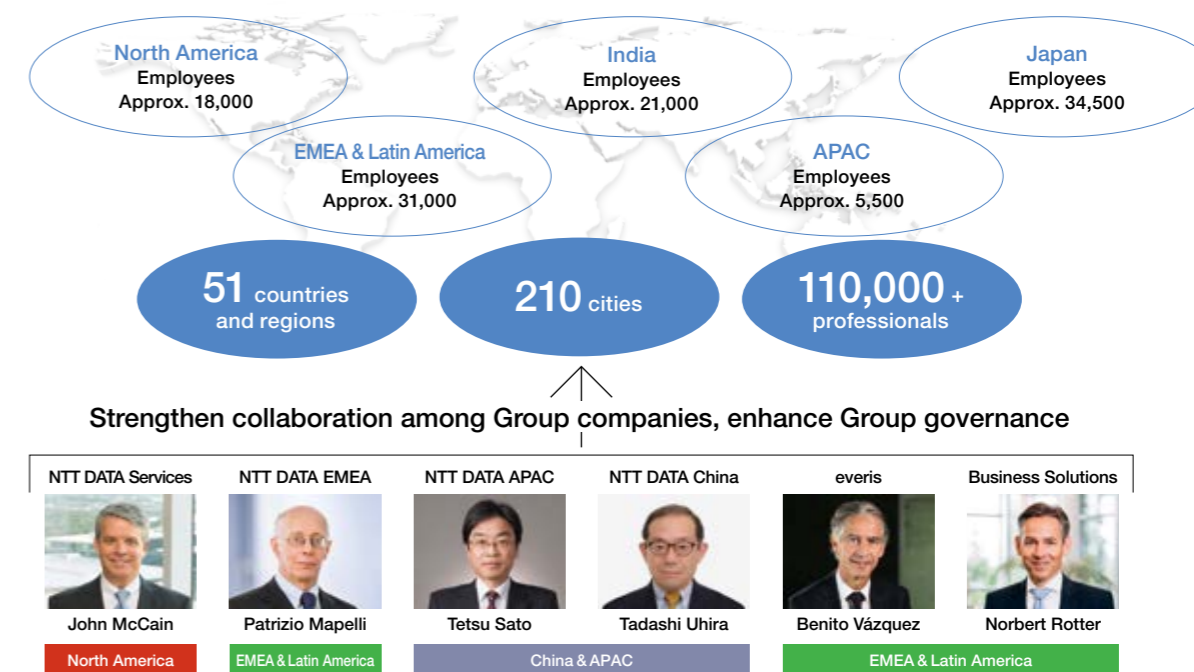 North America
Employees
Approx. 18,000
India
Employees
Approx. 21,000
Japan
Employees
Approx. 34,500
EMEA & Latin America
Employees
Approx. 31,000
APAC
Employees
Approx. 5,500
51 countries
and regions
210 cities
110,000 +
professionals
Strengthen collaboration among Group companies, enhance Group governance
NTT DATA Services
NTT DATA EMEA
NTT DATA APAC
NTT DATA China
everis
Business Solutions
John McCain
Patrizio Mapelli
Tetsu Sato
Tadashi Uhira
Benito Vázquez
Norbert Rotter
North America
EMEA & Latin America
China & APAC
EMEA & Latin America